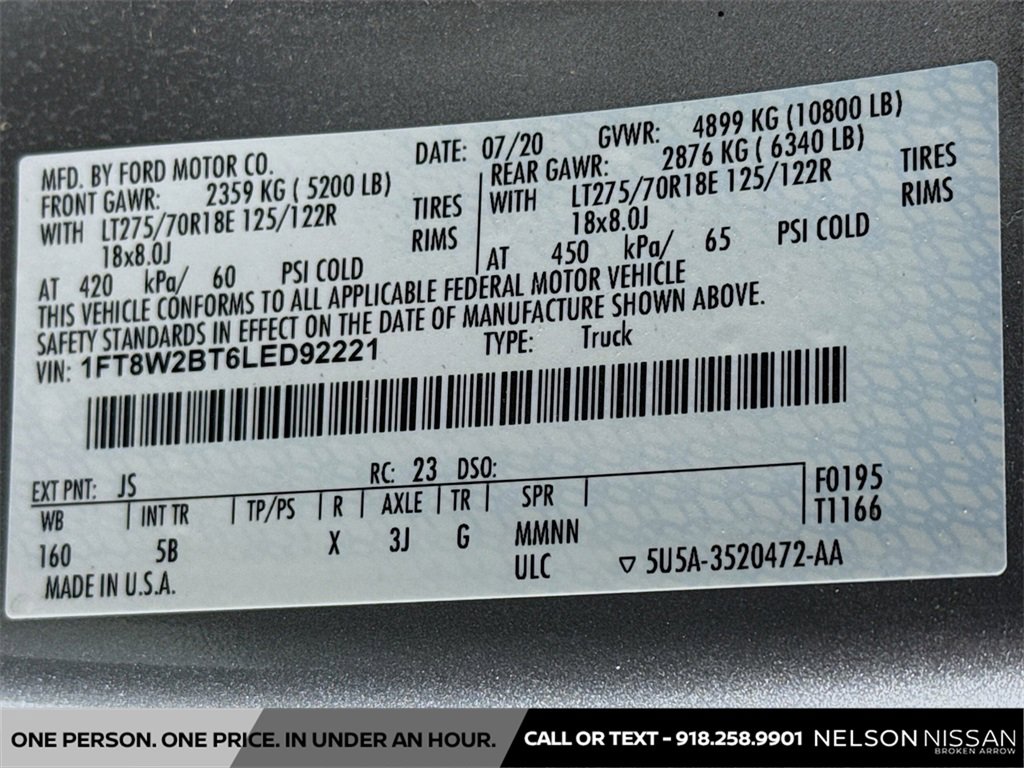 MFD. BY FORD MOTOR CO.
DATE: 07/20 GVWR: 4899 KG (10800 LB)
FRONT GAWR: 2359 KG ( 5200 LB)
WITH LT275/70R18E 125/122R TIRES
18x8.0J RIMS
AT 420 kPa/ 60 PSI COLD
REAR GAWR: 2876 KG ( 6340 LB)
WITH LT275/70R18E 125/122R TIRES
18x8.0J RIMS
AT 450 kPa/ 65 PSI COLD
THIS VEHICLE CONFORMS TO ALL APPLICABLE FEDERAL MOTOR VEHICLE
SAFETY STANDARDS IN EFFECT ON THE DATE OF MANUFACTURE SHOWN ABOVE.
VIN: 1FT8W2BT6LED92221 TYPE: Truck
EXT PNT: JS RC: 23 DSO:
WB INT TR TP/PS R AXLE TR SPR F0195
T1166
160 5B X 3J G MMNN
ULC ▽ 5U5A-3520472-AA
MADE IN U.S.A.
ONE PERSON. ONE PRICE. IN UNDER AN HOUR. CALL OR TEXT - 918.258.9901 NELSON NISSAN
BROKEN ARROW